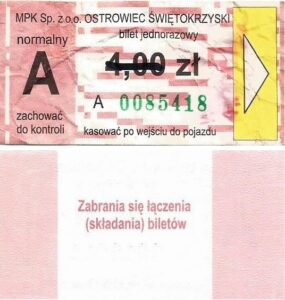 MPK Sp. z.o.o. OSTROWIEC ŚWIĘTOKRZYSKI
normalny
bilet jednorazowy
A
4,00 zł
A 0085418
zachować
do kontroli
kasować po wejściu do pojazdu
Zabrania się łączenia
(składania) biletów